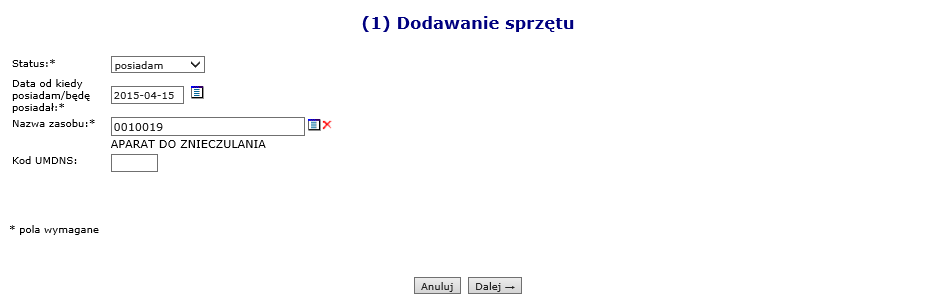 (1) Dodawanie sprzętu
Status:*
posiadam
Data od kiedy
posiadam/będę
posiadał:*
2015-04-15
Nazwa zasobu:*
0010019
APARAT DO ZNIECZULANIA
Kod UMDNS:
* pola wymagane
Anuluj
Dalej →